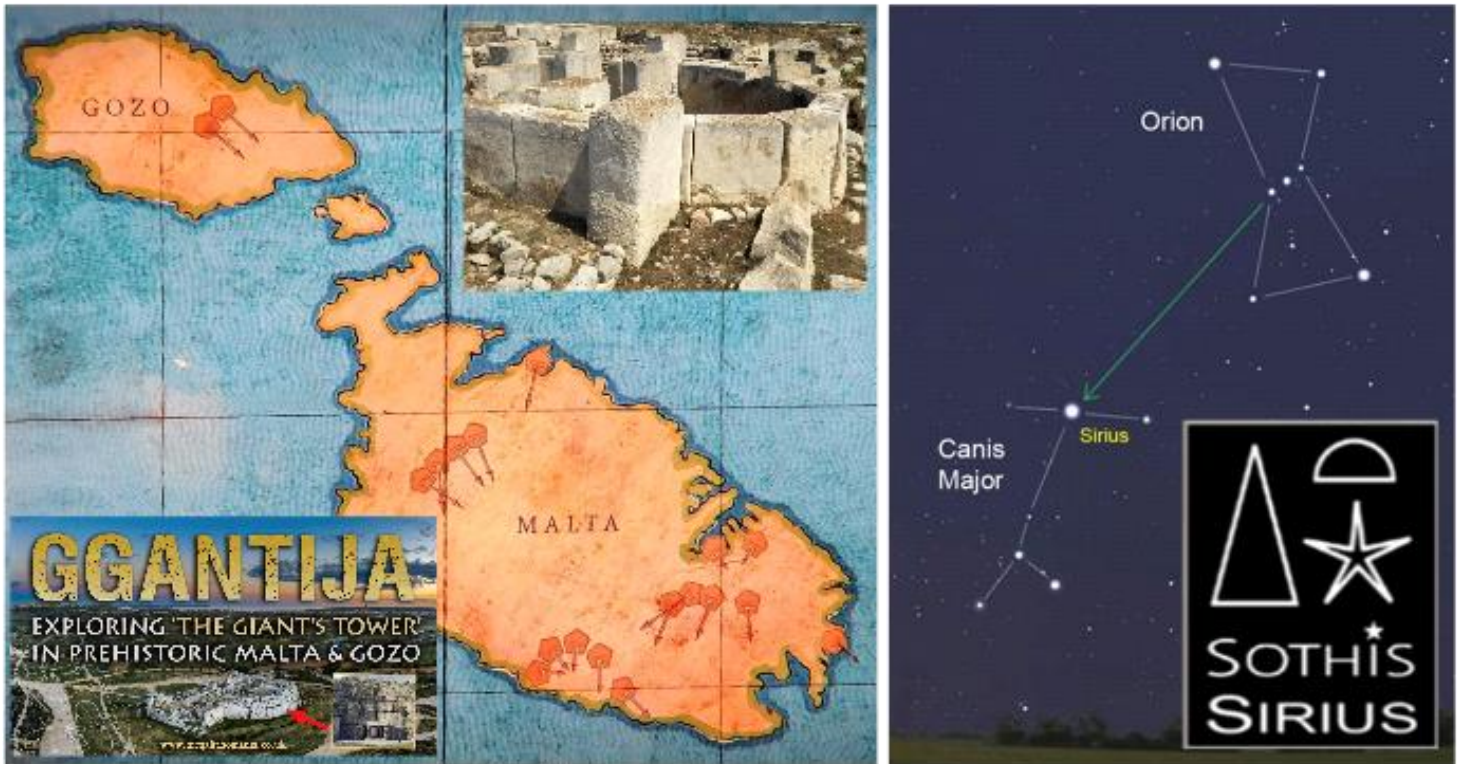 GOZO
MALTA
GGANTIJA
EXPLORING 'THE GIANT'S TOWER'
IN PREHISTORIC MALTA & GOZO
Orion
Sirius
Canis
Major
SOTHIS
SIRIUS